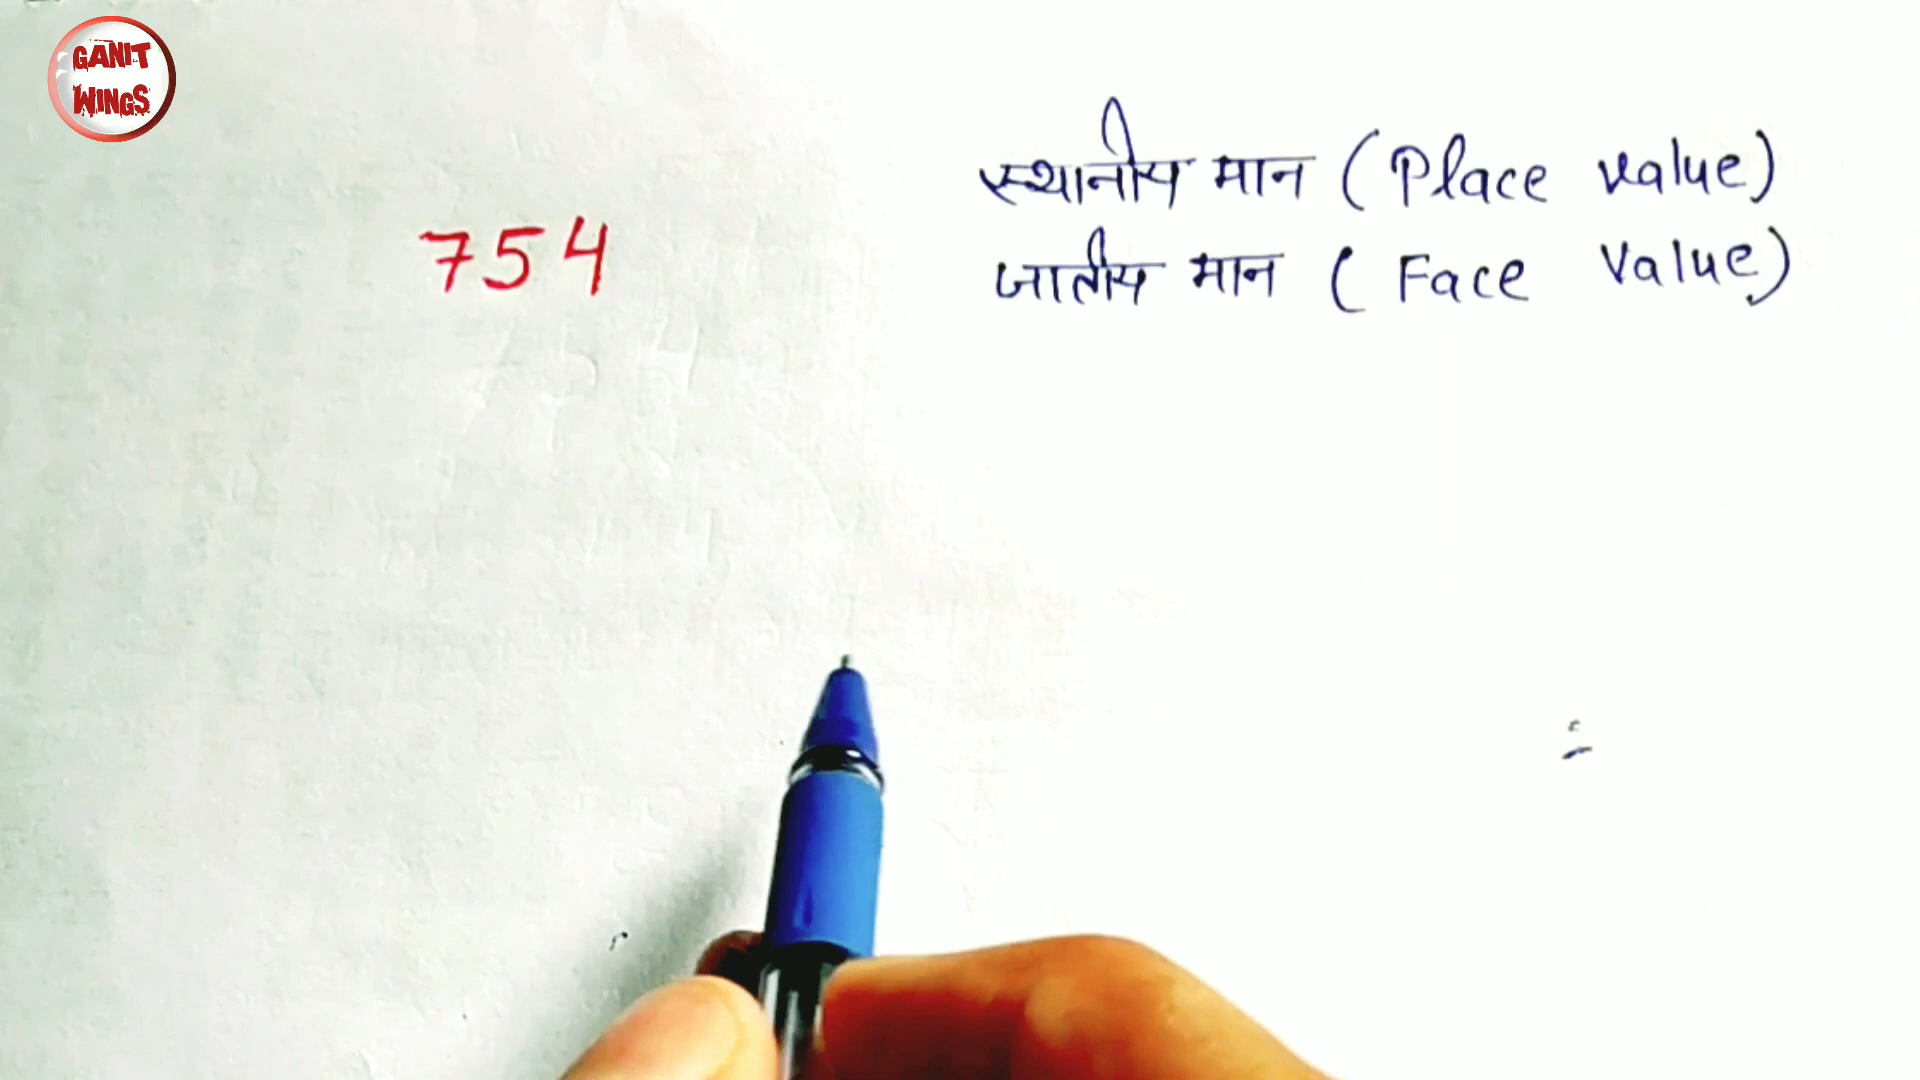 GANIT
WINGS
स्थानीय मान (Place value)
754
जातीय मान ( Face Value)